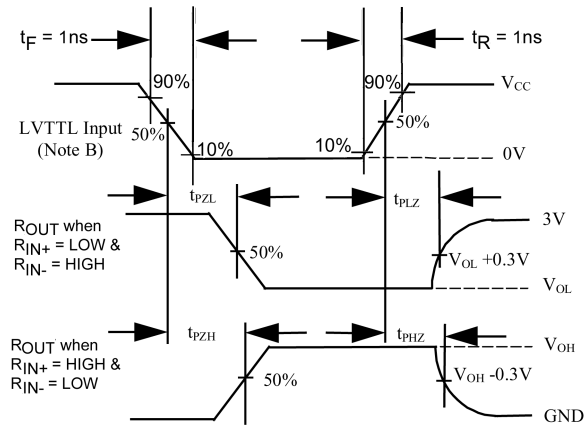 tF = 1ns
tR = 1ns
90%
90%
VCC
LVTTL Input
(Note B)
50%
50%
10%
10%
0V
tPZL
tPLZ
ROUT when
RIN+ = LOW &
RIN- = HIGH
3V
50%
VOL +0.3V
VOL
tPZH
tPHZ
ROUT when
RIN+ = HIGH &
RIN- = LOW
VOH
50%
VOH -0.3V
GND